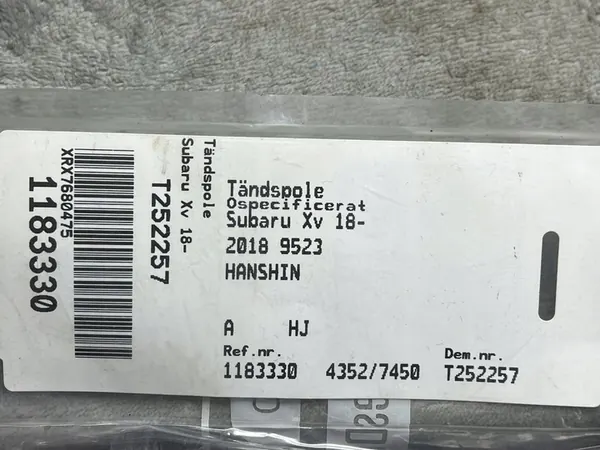 XRX7680475
1183330
T252257
Subaru Xv 18-
Tändspole
Tändspole
Ospecificerat
Subaru Xv 18-
2018 9523
HANSHIN
A HJ
Ref.nr. Dem.nr.
1183330 4352/7450 T252257